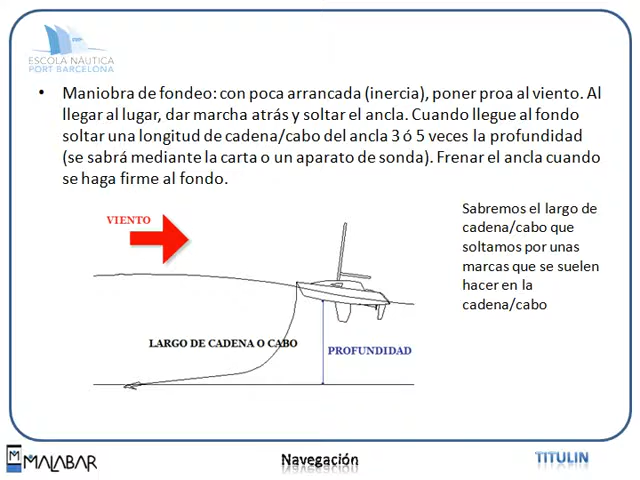 ESCOLA NÀUTICA
PORT BARCELONA
• Maniobra de fondeo: con poca arrancada (inercia), poner proa al viento. Al
llegar al lugar, dar marcha atrás y soltar el ancla. Cuando llegue al fondo
soltar una longitud de cadena/cabo del ancla 3 ó 5 veces la profundidad
(se sabrá mediante la carta o un aparato de sonda). Frenar el ancla cuando
se haga firme al fondo.
Sabremos el largo de
cadena/cabo que
soltamos por unas
marcas que se suelen
hacer en la
cadena/cabo
VIENTO
LARGO DE CADENA O CABO
PROFUNDIDAD
MALABAR
Navegación
TITULIN